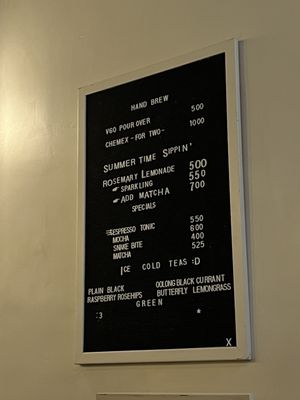 HAND BREW
V60 POUR OVER 500
CHEMEX -FOR TWO- 1000
SUMMER TIME SIPPIN'
ROSEMARY LEMONADE 500
☛ SPARKLING 550
☛ ADD MATCHA 700
SPECIALS
ESPRESSO TONIC 550
MOCHA 600
SNAKE BITE 400
MATCHA 525
ICE COLD TEAS :D
PLAIN BLACK OOLONG BLACK CURRANT
RASPBERRY ROSEHIPS BUTTERFLY LEMONGRASS
GREEN
:3 *
X